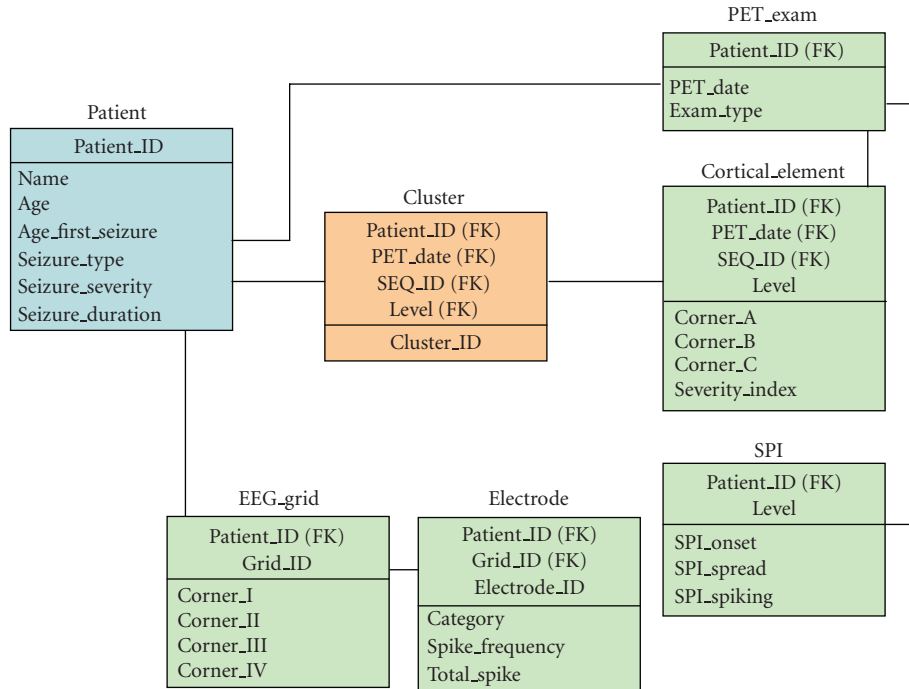 PET_exam
Patient_ID (FK)
PET_date
Exam_type
Patient
Patient_ID
Name
Age
Age_first_seizure
Seizure_type
Seizure_severity
Seizure_duration
Cluster
Patient_ID (FK)
PET_date (FK)
SEQ_ID (FK)
Level (FK)
Cluster_ID
Cortical_element
Patient_ID (FK)
PET_date (FK)
SEQ_ID (FK)
Level
Corner_A
Corner_B
Corner_C
Severity_index
EEG_grid
Patient_ID (FK)
Grid_ID
Corner_I
Corner_II
Corner_III
Corner_IV
Electrode
Patient_ID (FK)
Grid_ID (FK)
Electrode_ID
Category
Spike_frequency
Total_spike
SPI
Patient_ID (FK)
Level
SPI_onset
SPI_spread
SPI_spiking